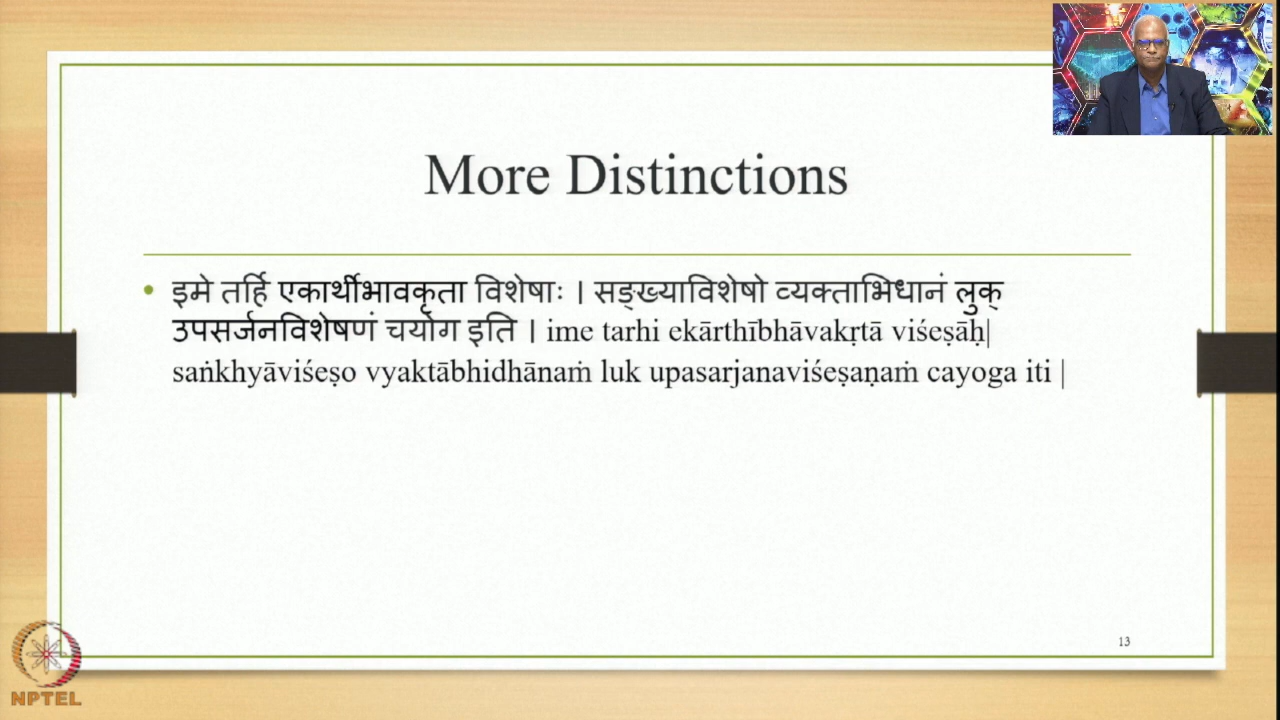 More Distinctions
• इमे तर्हि एकार्थीभावकृता विशेषाः । सङ्ख्याविशेषो व्यक्ताभिधानं लुक्
उपसर्जनविशेषणं चयोग इति । ime tarhi ekārthībhāvakṛtā viśeṣāḥ|
saṅkhyāviśeṣo vyaktābhidhānaṁ luk upasarjanaviśeṣaṇaṁ cayoga iti |
13
NPTEL